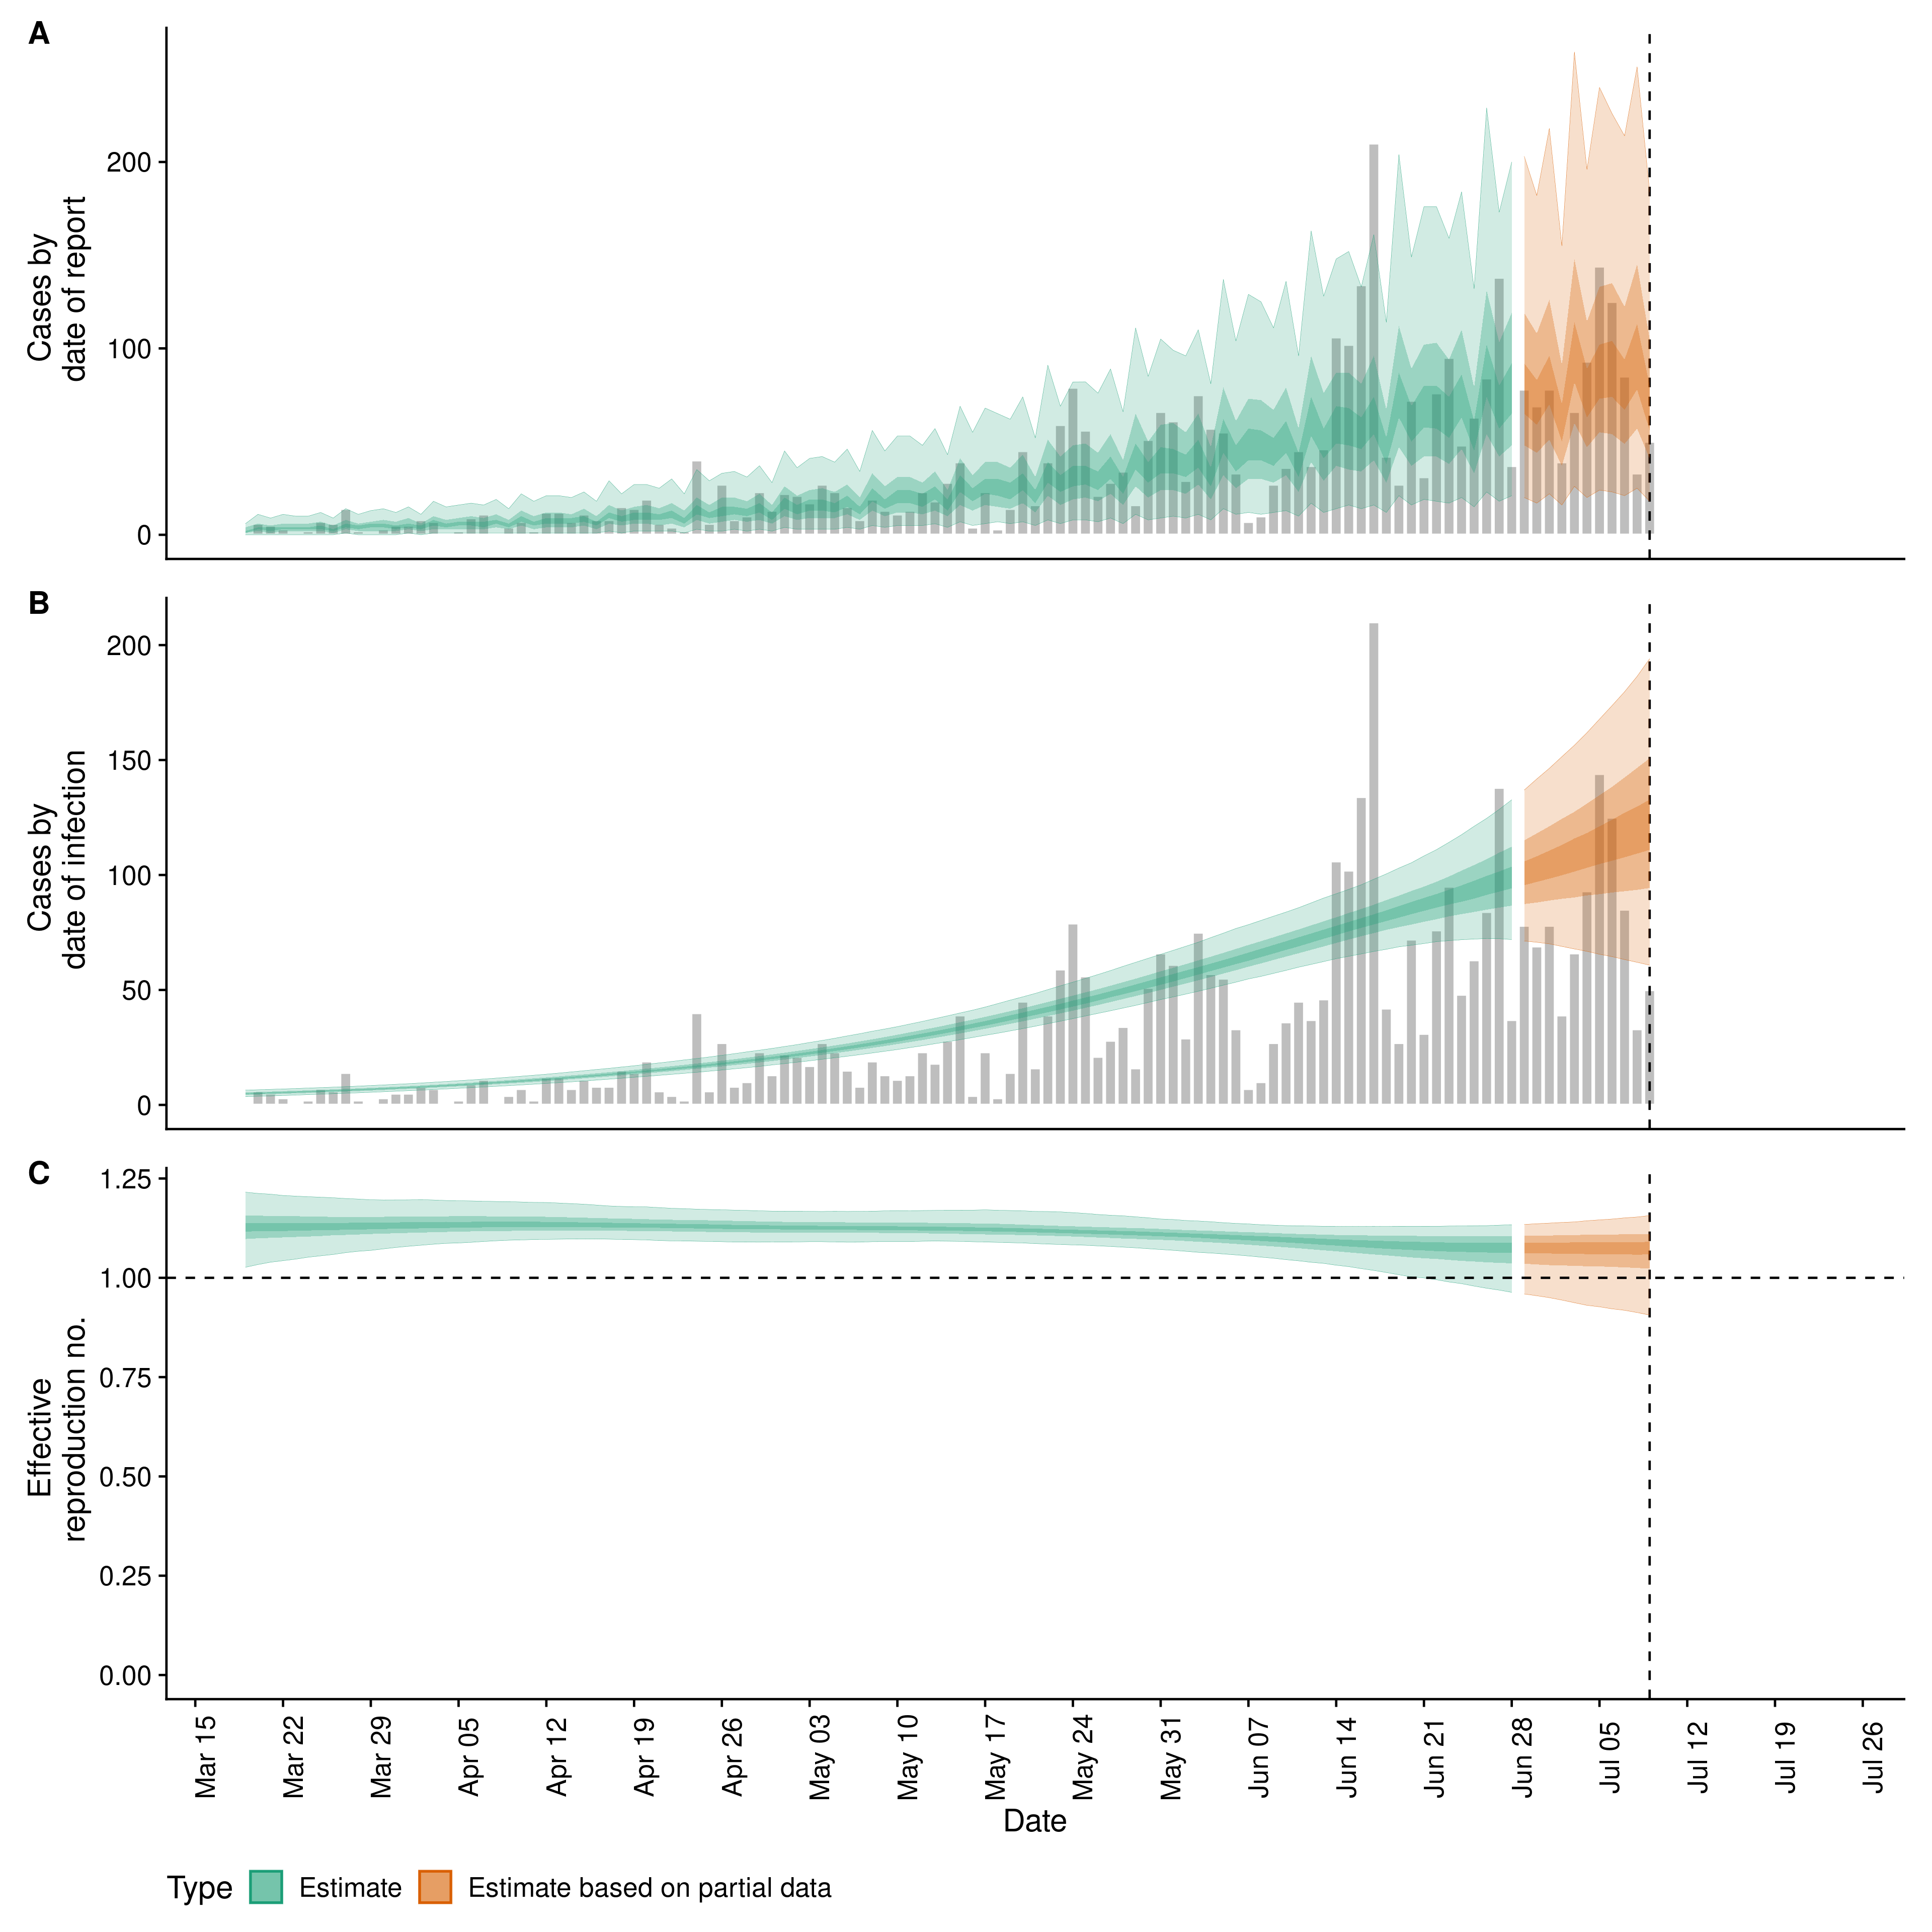 A
Cases by
date of report
200
100
0
B
Cases by
date of infection
200
150
100
50
0
C
Effective
reproduction no.
1.25
1.00
0.75
0.50
0.25
0.00
Mar 15
Mar 22
Mar 29
Apr 05
Apr 12
Apr 19
Apr 26
May 03
May 10
May 17
May 24
May 31
Jun 07
Jun 14
Jun 21
Jun 28
Jul 05
Jul 12
Jul 19
Jul 26
Date
Type Estimate Estimate based on partial data